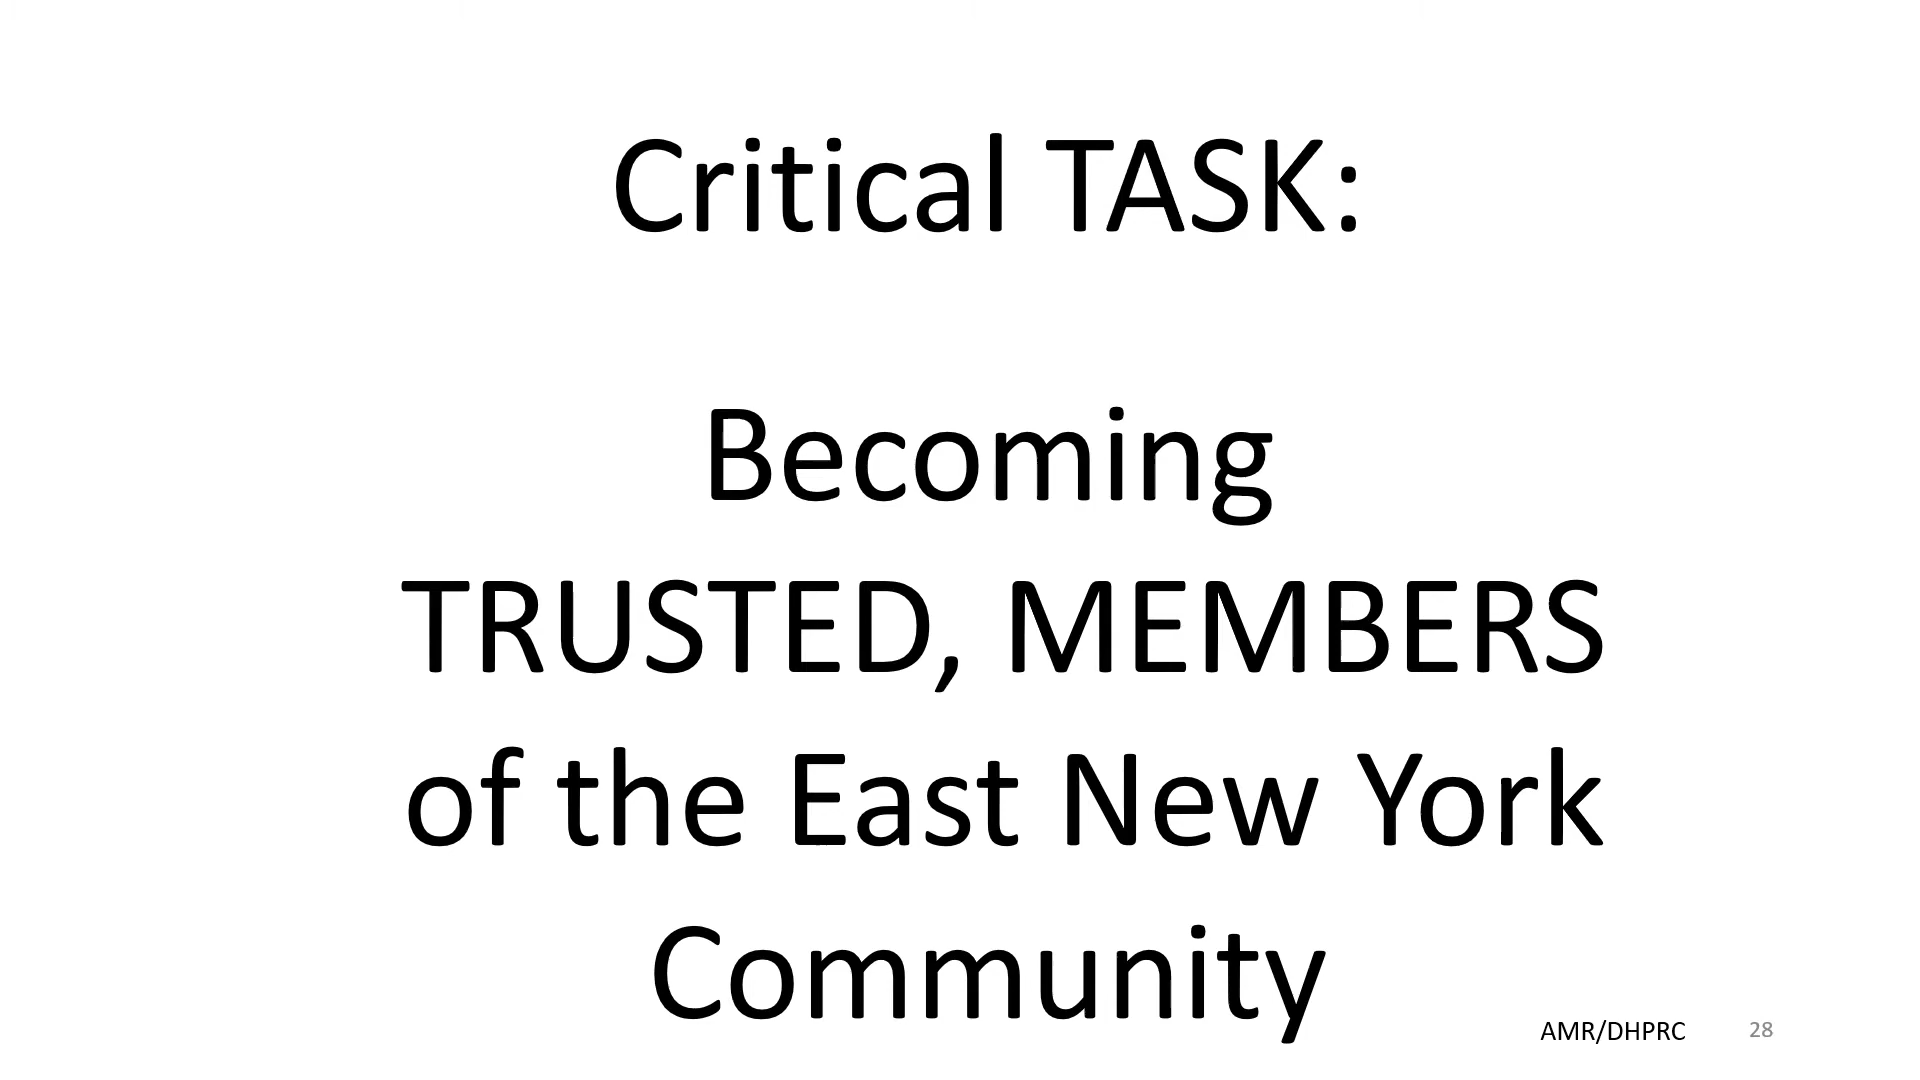 Critical TASK:
Becoming
TRUSTED, MEMBERS
of the East New York
Community
AMR/DHPRC
28